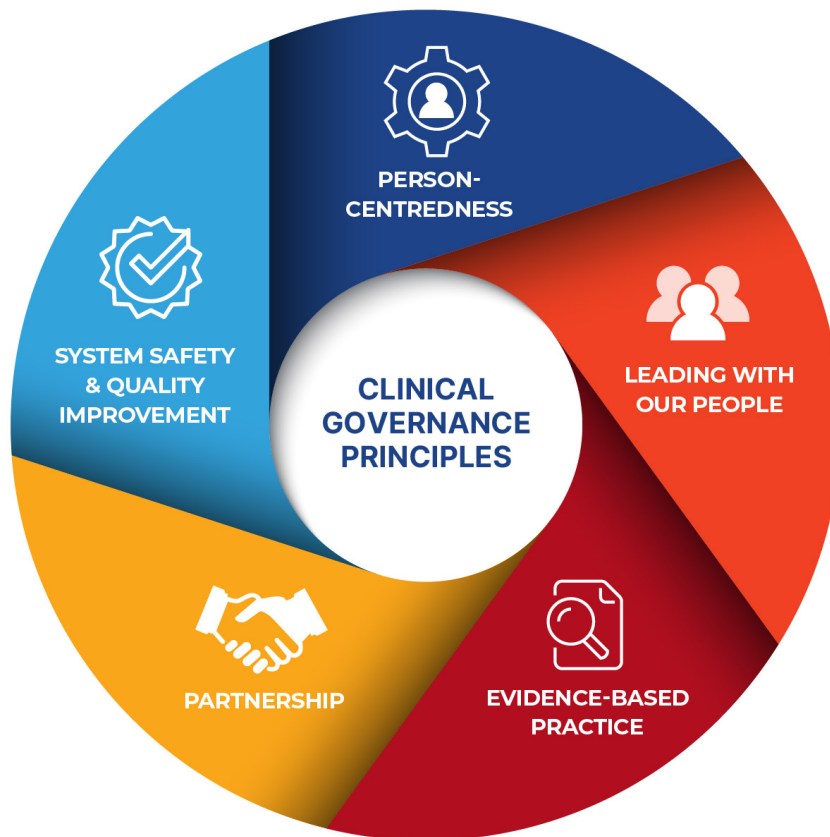 PERSON-
CENTREDNESS
LEADING WITH
OUR PEOPLE
EVIDENCE-BASED
PRACTICE
PARTNERSHIP
SYSTEM SAFETY
& QUALITY
IMPROVEMENT
CLINICAL
GOVERNANCE
PRINCIPLES